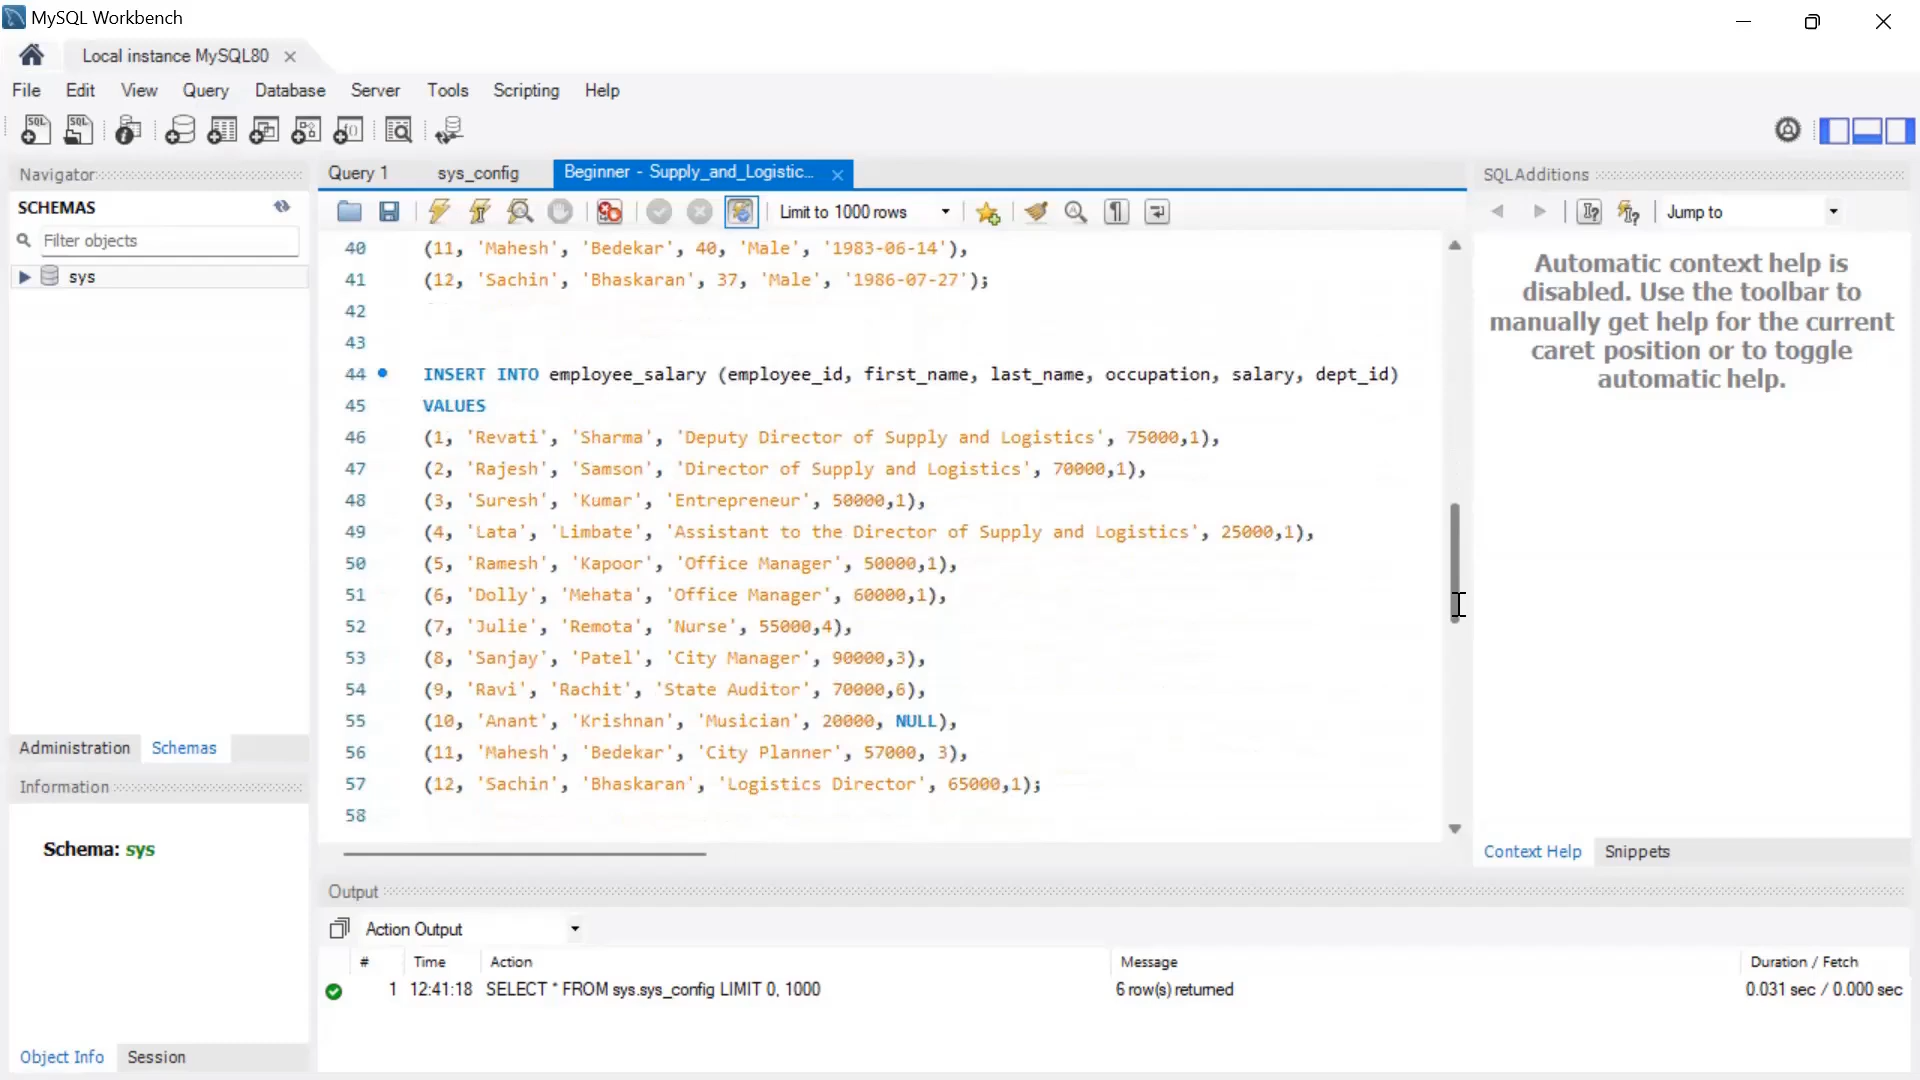 MySQL Workbench
Local instance MySQL80
File Edit View Query Database Server Tools Scripting Help
Navigator
SCHEMAS
Filter objects
sys
Administration Schemas
Information
Schema: sys
Object Info Session
Query 1 sys_config Beginner - Supply_and_Logistic...
Limit to 1000 rows
40 (11, 'Mahesh', 'Bedekar', 40, 'Male', '1983-06-14'),
41 (12, 'Sachin', 'Bhaskaran', 37, 'Male', '1986-07-27');
42
43
44 INSERT INTO employee_salary (employee_id, first_name, last_name, occupation, salary, dept_id)
45 VALUES
46 (1, 'Revati', 'Sharma', 'Deputy Director of Supply and Logistics', 75000,1),
47 (2, 'Rajesh', 'Samson', 'Director of Supply and Logistics', 70000,1),
48 (3, 'Suresh', 'Kumar', 'Entrepreneur', 50000,1),
49 (4, 'Lata', 'Limbate', 'Assistant to the Director of Supply and Logistics', 25000,1),
50 (5, 'Ramesh', 'Kapoor', 'Office Manager', 50000,1),
51 (6, 'Dolly', 'Mehata', 'Office Manager', 60000,1),
52 (7, 'Julie', 'Remota', 'Nurse', 55000,4),
53 (8, 'Sanjay', 'Patel', 'City Manager', 90000,3),
54 (9, 'Ravi', 'Rachit', 'State Auditor', 70000,6),
55 (10, 'Anant', 'Krishnan', 'Musician', 20000, NULL),
56 (11, 'Mahesh', 'Bedekar', 'City Planner', 57000, 3),
57 (12, 'Sachin', 'Bhaskaran', 'Logistics Director', 65000,1);
58
SQLAdditions
Jump to
Automatic context help is
disabled. Use the toolbar to
manually get help for the current
caret position or to toggle
automatic help.
Context Help Snippets
Output
Action Output
# Time Action Message Duration / Fetch
1 12:41:18 SELECT * FROM sys.sys_config LIMIT 0, 1000 6 row(s) returned 0.031 sec / 0.000 sec